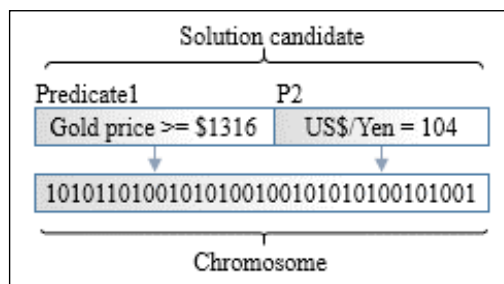 Solution candidate
Predicate1 P2
Gold price >= $1316 US$/Yen = 104
10101101001010100100101010100101001
Chromosome